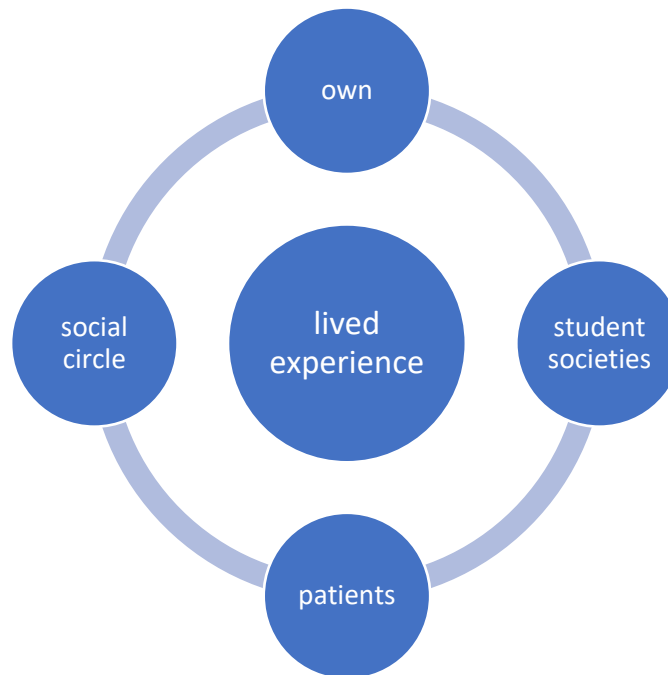 own
social
circle
lived
experience
student
societies
patients